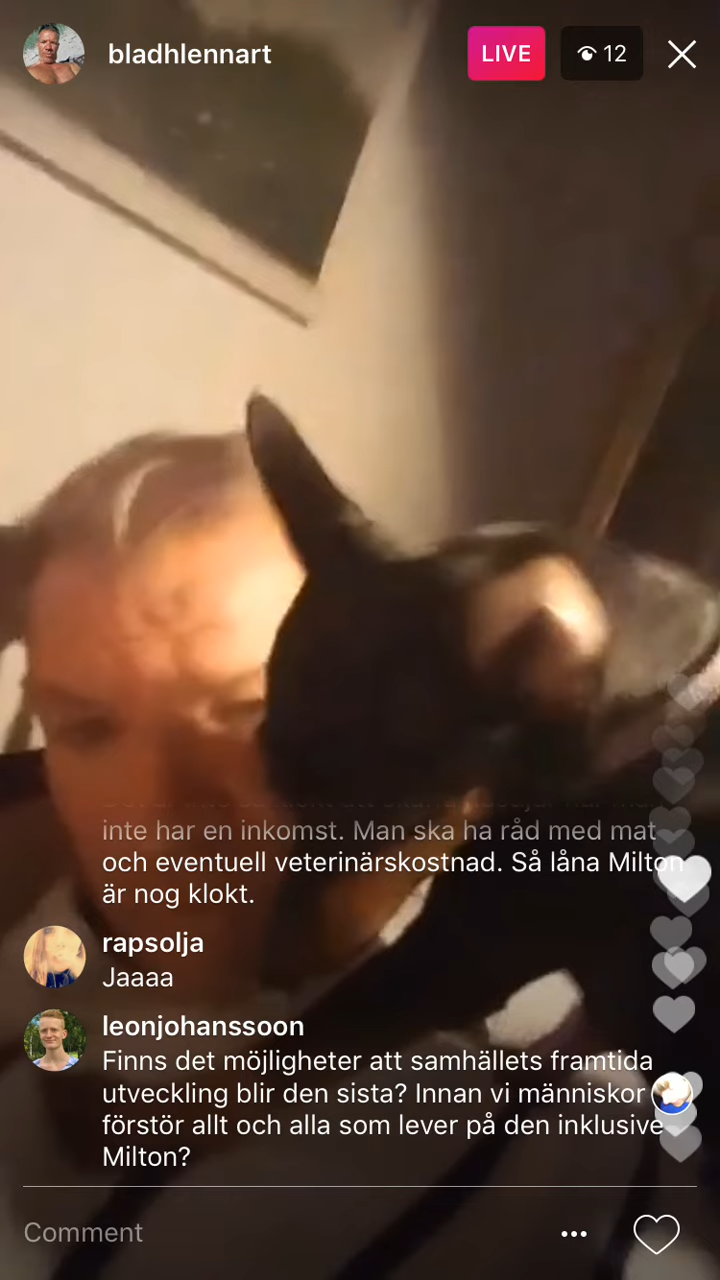 bladhlennart
LIVE
12
inte har en inkomst. Man ska ha råd med mat
och eventuell veterinärskostnad. Så låna Milton
är nog klokt.
rapsolja
Jaaaa
leonjohanssoon
Finns det möjligheter att samhällets framtida
utveckling blir den sista? Innan vi människor
förstör allt och alla som lever på den inklusive
Milton?
Comment